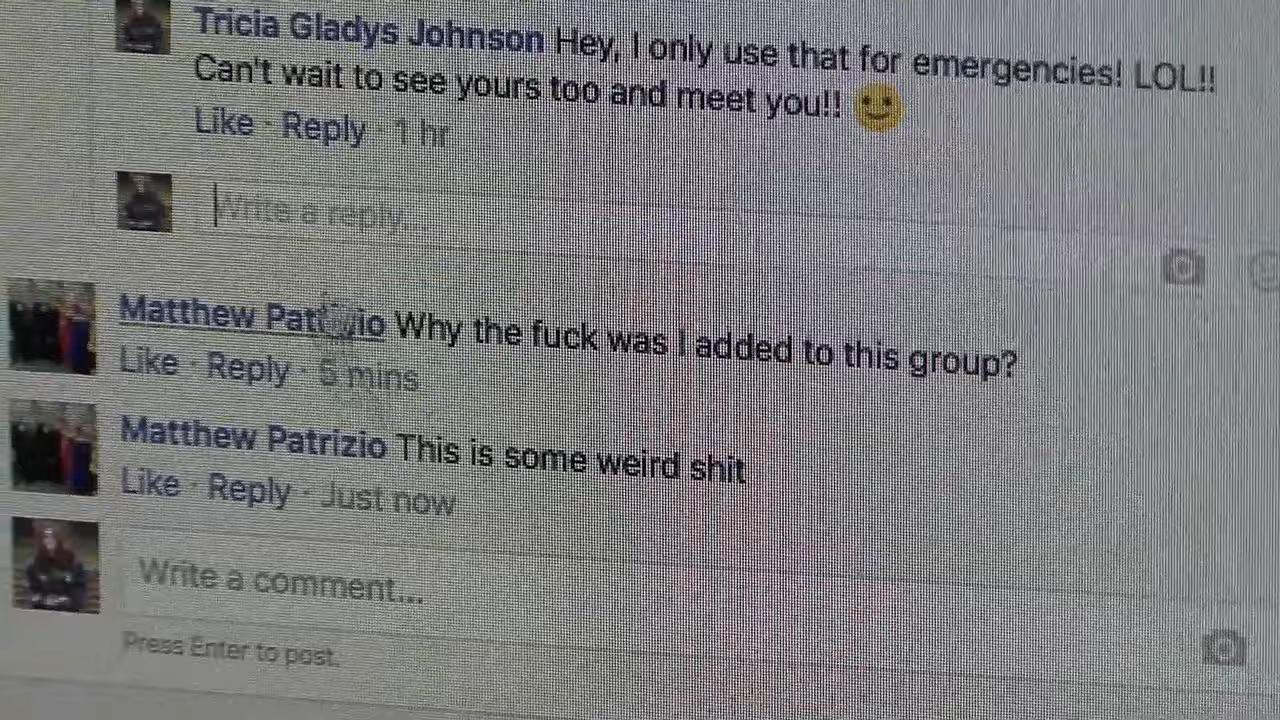 Tricia Gladys Johnson Hey, I only use that for emergencies! LOL!!
Can't wait to see yours too and meet you!!
Like · Reply · 1 hr
Write a reply...
Matthew Patrizio Why the fuck was I added to this group?
Like · Reply · 5 mins
Matthew Patrizio This is some weird shit
Like · Reply · Just now
Write a comment...
Press Enter to post.